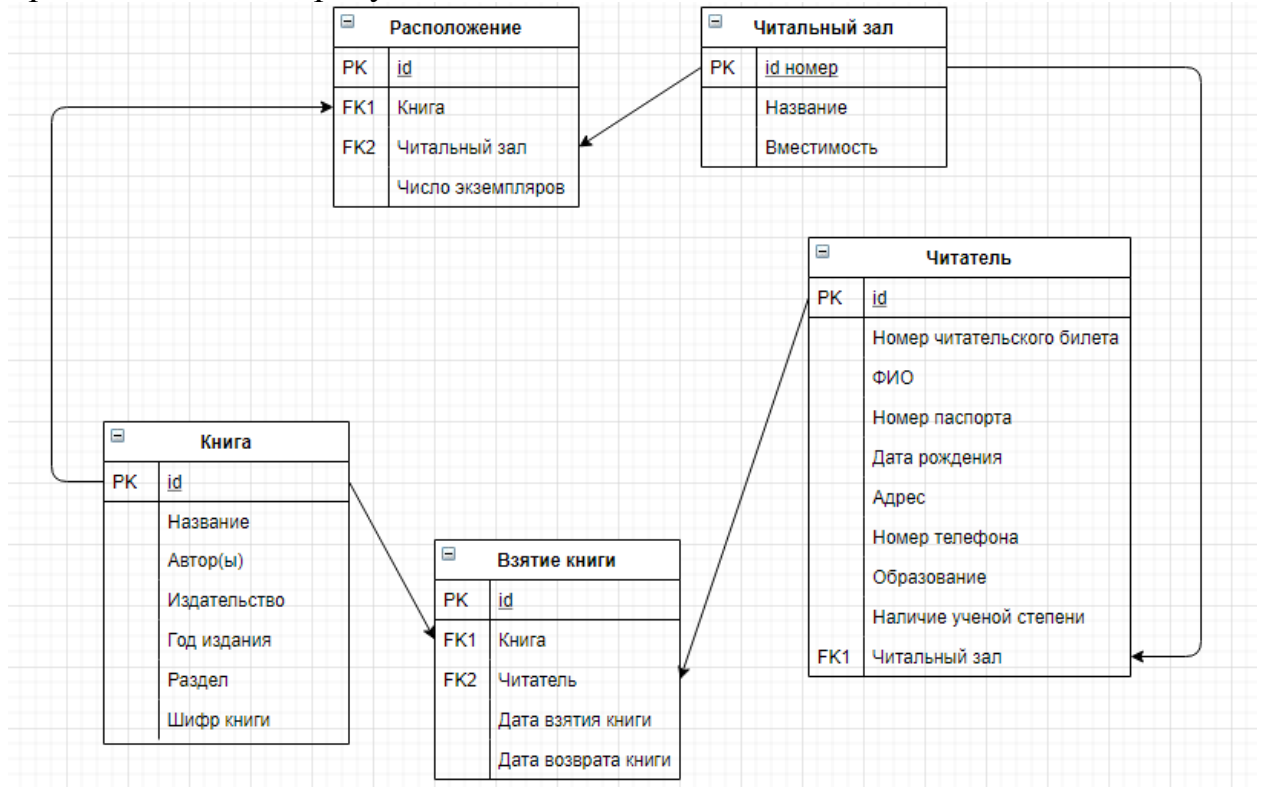 Расположение
PK id
FK1 Книга
FK2 Читальный зал
Число экземпляров
Читальный зал
PK id номер
Название
Вместимость
Читатель
PK id
Номер читательского билета
ФИО
Номер паспорта
Дата рождения
Адрес
Номер телефона
Образование
Наличие ученой степени
FK1 Читальный зал
Книга
PK id
Название
Автор(ы)
Издательство
Год издания
Раздел
Шифр книги
Взятие книги
PK id
FK1 Книга
FK2 Читатель
Дата взятия книги
Дата возврата книги